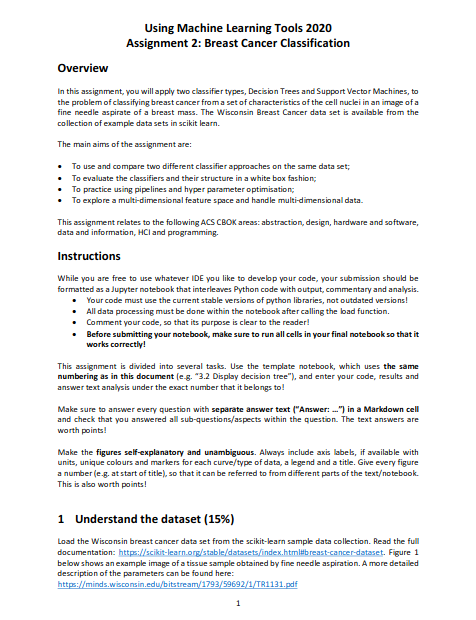 Using Machine Learning Tools 2020
Assignment 2: Breast Cancer Classification
Overview
In this assignment, you will apply two classifier types, Decision Trees and Support Vector Machines, to
the problem of classifying breast cancer from a set of characteristics of the cell nuclei in an image of a
fine needle aspirate of a breast mass. The Wisconsin Breast Cancer data set is available from the
collection of example data sets in scikit learn.
The main aims of the assignment are:
• To use and compare two different classifier approaches on the same data set;
• To evaluate the classifiers and their structure in a white box fashion;
• To practice using pipelines and hyper parameter optimisation;
• To explore a multi-dimensional feature space and handle multi-dimensional data.
This assignment relates to the following ACS CBOK areas: abstraction, design, hardware and software,
data and information, HCI and programming.
Instructions
While you are free to use whatever IDE you like to develop your code, your submission should be
formatted as a Jupyter notebook that interleaves Python code with output, commentary and analysis.
• Your code must use the current stable versions of python libraries, not outdated versions!
• All data processing must be done within the notebook after calling the load function.
• Comment your code, so that its purpose is clear to the reader!
• Before submitting your notebook, make sure to run all cells in your final notebook so that it
works correctly!
This assignment is divided into several tasks. Use the template notebook, which uses the same
numbering as in this document (e.g. "3.2 Display decision tree"), and enter your code, results and
answer text analysis under the exact number that it belongs to!
Make sure to answer every question with separate answer text ("Answer: ...") in a Markdown cell
and check that you answered all sub-questions/aspects within the question. The text answers are
worth points!
Make the figures self-explanatory and unambiguous. Always include axis labels, if available with
units, unique colours and markers for each curve/type of data, a legend and a title. Give every figure
a number (e.g. at start of title), so that it can be referred to from different parts of the text/notebook.
This is also worth points!
1 Understand the dataset (15%)
Load the Wisconsin breast cancer data set from the scikit-learn sample data collection. Read the full
documentation: https://scikit-learn.org/stable/datasets/index.html#breast-cancer-dataset. Figure 1
below shows an example image of a tissue sample obtained by fine needle aspiration. A more detailed
description of the parameters can be found here:
https://minds.wisconsin.edu/bitstream/1793/59692/1/TR1131.pdf
1